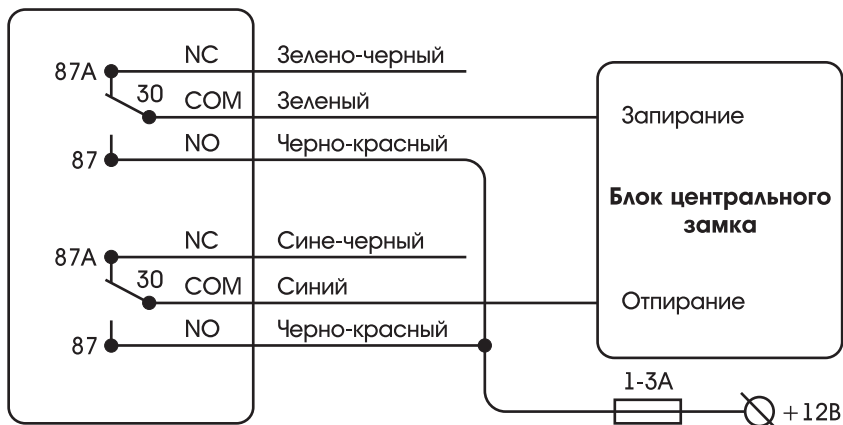 87A NC Зелено-черный
30 COM Зеленый
87 NO Черно-красный
87A NC Сине-черный
30 COM Синий
87 NO Черно-красный
Запирание
Блок центрального
замка
Отпирание
1-3А
+12В